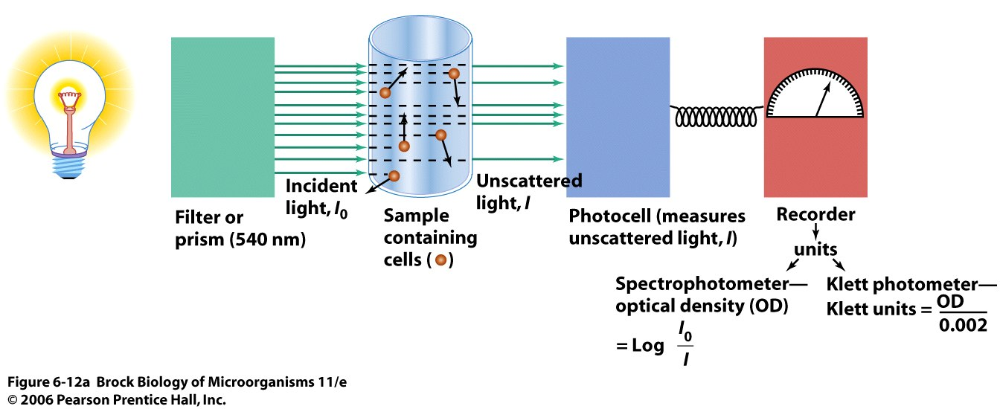 Incident
light, I0
Unscattered
light, I
Filter or
prism (540 nm)
Sample
containing
cells ( )
Photocell (measures
unscattered light, I)
Recorder
units
Spectrophotometer—
optical density (OD)
= Log I0
I
Klett photometer—
Klett units = OD
0.002
Figure 6-12a Brock Biology of Microorganisms 11/e
© 2006 Pearson Prentice Hall, Inc.